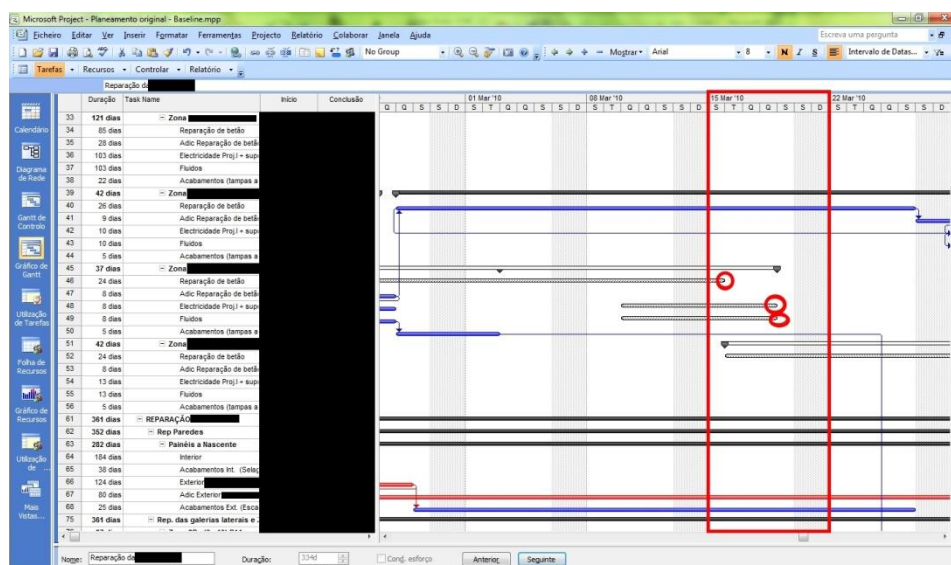 Microsoft Project - Planeamento original - Baseline.mpp
Ficheiro Editar Ver Inserir Formatar Ferramentas Projecto Relatório Colaborar Janela Ajuda
Escreva uma pergunta
No Group Mostrar Arial 8 N I S Intervalo de Datas...
Tarefas Recursos Controlar Relatório
Reparação da
Duração Task Name Início Conclusão
01 Mar '10 08 Mar '10 15 Mar '10 22 Mar '10
Q Q S S D S T Q Q S S D S T Q Q S S D S T Q Q S S D S T Q Q S S D
33 121 dias Zona
34 85 dias Reparação de betão
35 28 dias Adic Reparação de betã
36 103 dias Electricidade Proj.I + sup
37 103 dias Fluidos
38 22 dias Acabamentos (tampas a
39 42 dias Zona
40 26 dias Reparação de betão
41 9 dias Adic Reparação de betã
42 10 dias Electricidade Proj.I + sup
43 10 dias Fluidos
44 5 dias Acabamentos (tampas a
45 37 dias Zona
46 24 dias Reparação de betão
47 8 dias Adic Reparação de betã
48 8 dias Electricidade Proj.I + sup
49 8 dias Fluidos
50 5 dias Acabamentos (tampas a
51 42 dias Zona
52 24 dias Reparação de betão
53 8 dias Adic Reparação de betã
54 13 dias Electricidade Proj.I + sup
55 13 dias Fluidos
56 5 dias Acabamentos (tampas a
61 361 dias REPARAÇÃO
62 352 dias Rep Paredes
63 282 dias Painéis a Nascente
64 184 dias Interior
65 38 dias Acabamentos Int. (Selaç
66 124 dias Exterior
67 80 dias Adic Exterior
68 25 dias Acabamentos Ext. (Esca
75 361 dias Rep. das galerias laterais e
Calendário
Diagrama de Rede
Gantt de Controlo
Gráfico de Gantt
Utilização de Tarefas
Folha de Recursos
Gráfico de Recursos
Utilização de ...
Mais Vistas...
Nome: Reparação da Duração: 334d Cond. esforço Anterior Seguinte